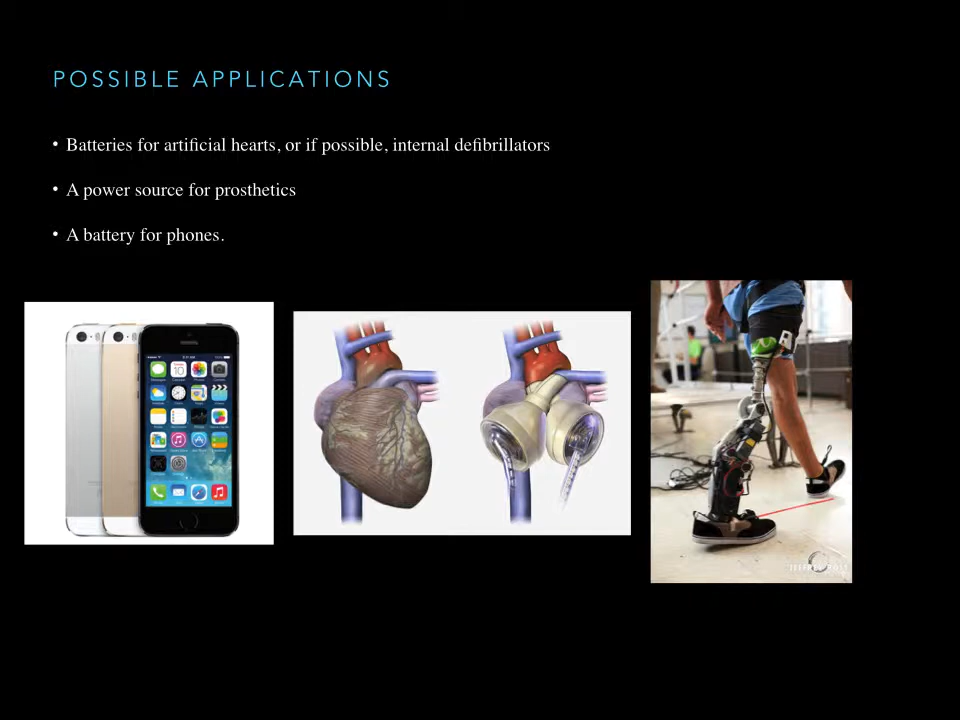 POSSIBLE APPLICATIONS
• Batteries for artificial hearts, or if possible, internal defibrillators
• A power source for prosthetics
• A battery for phones.